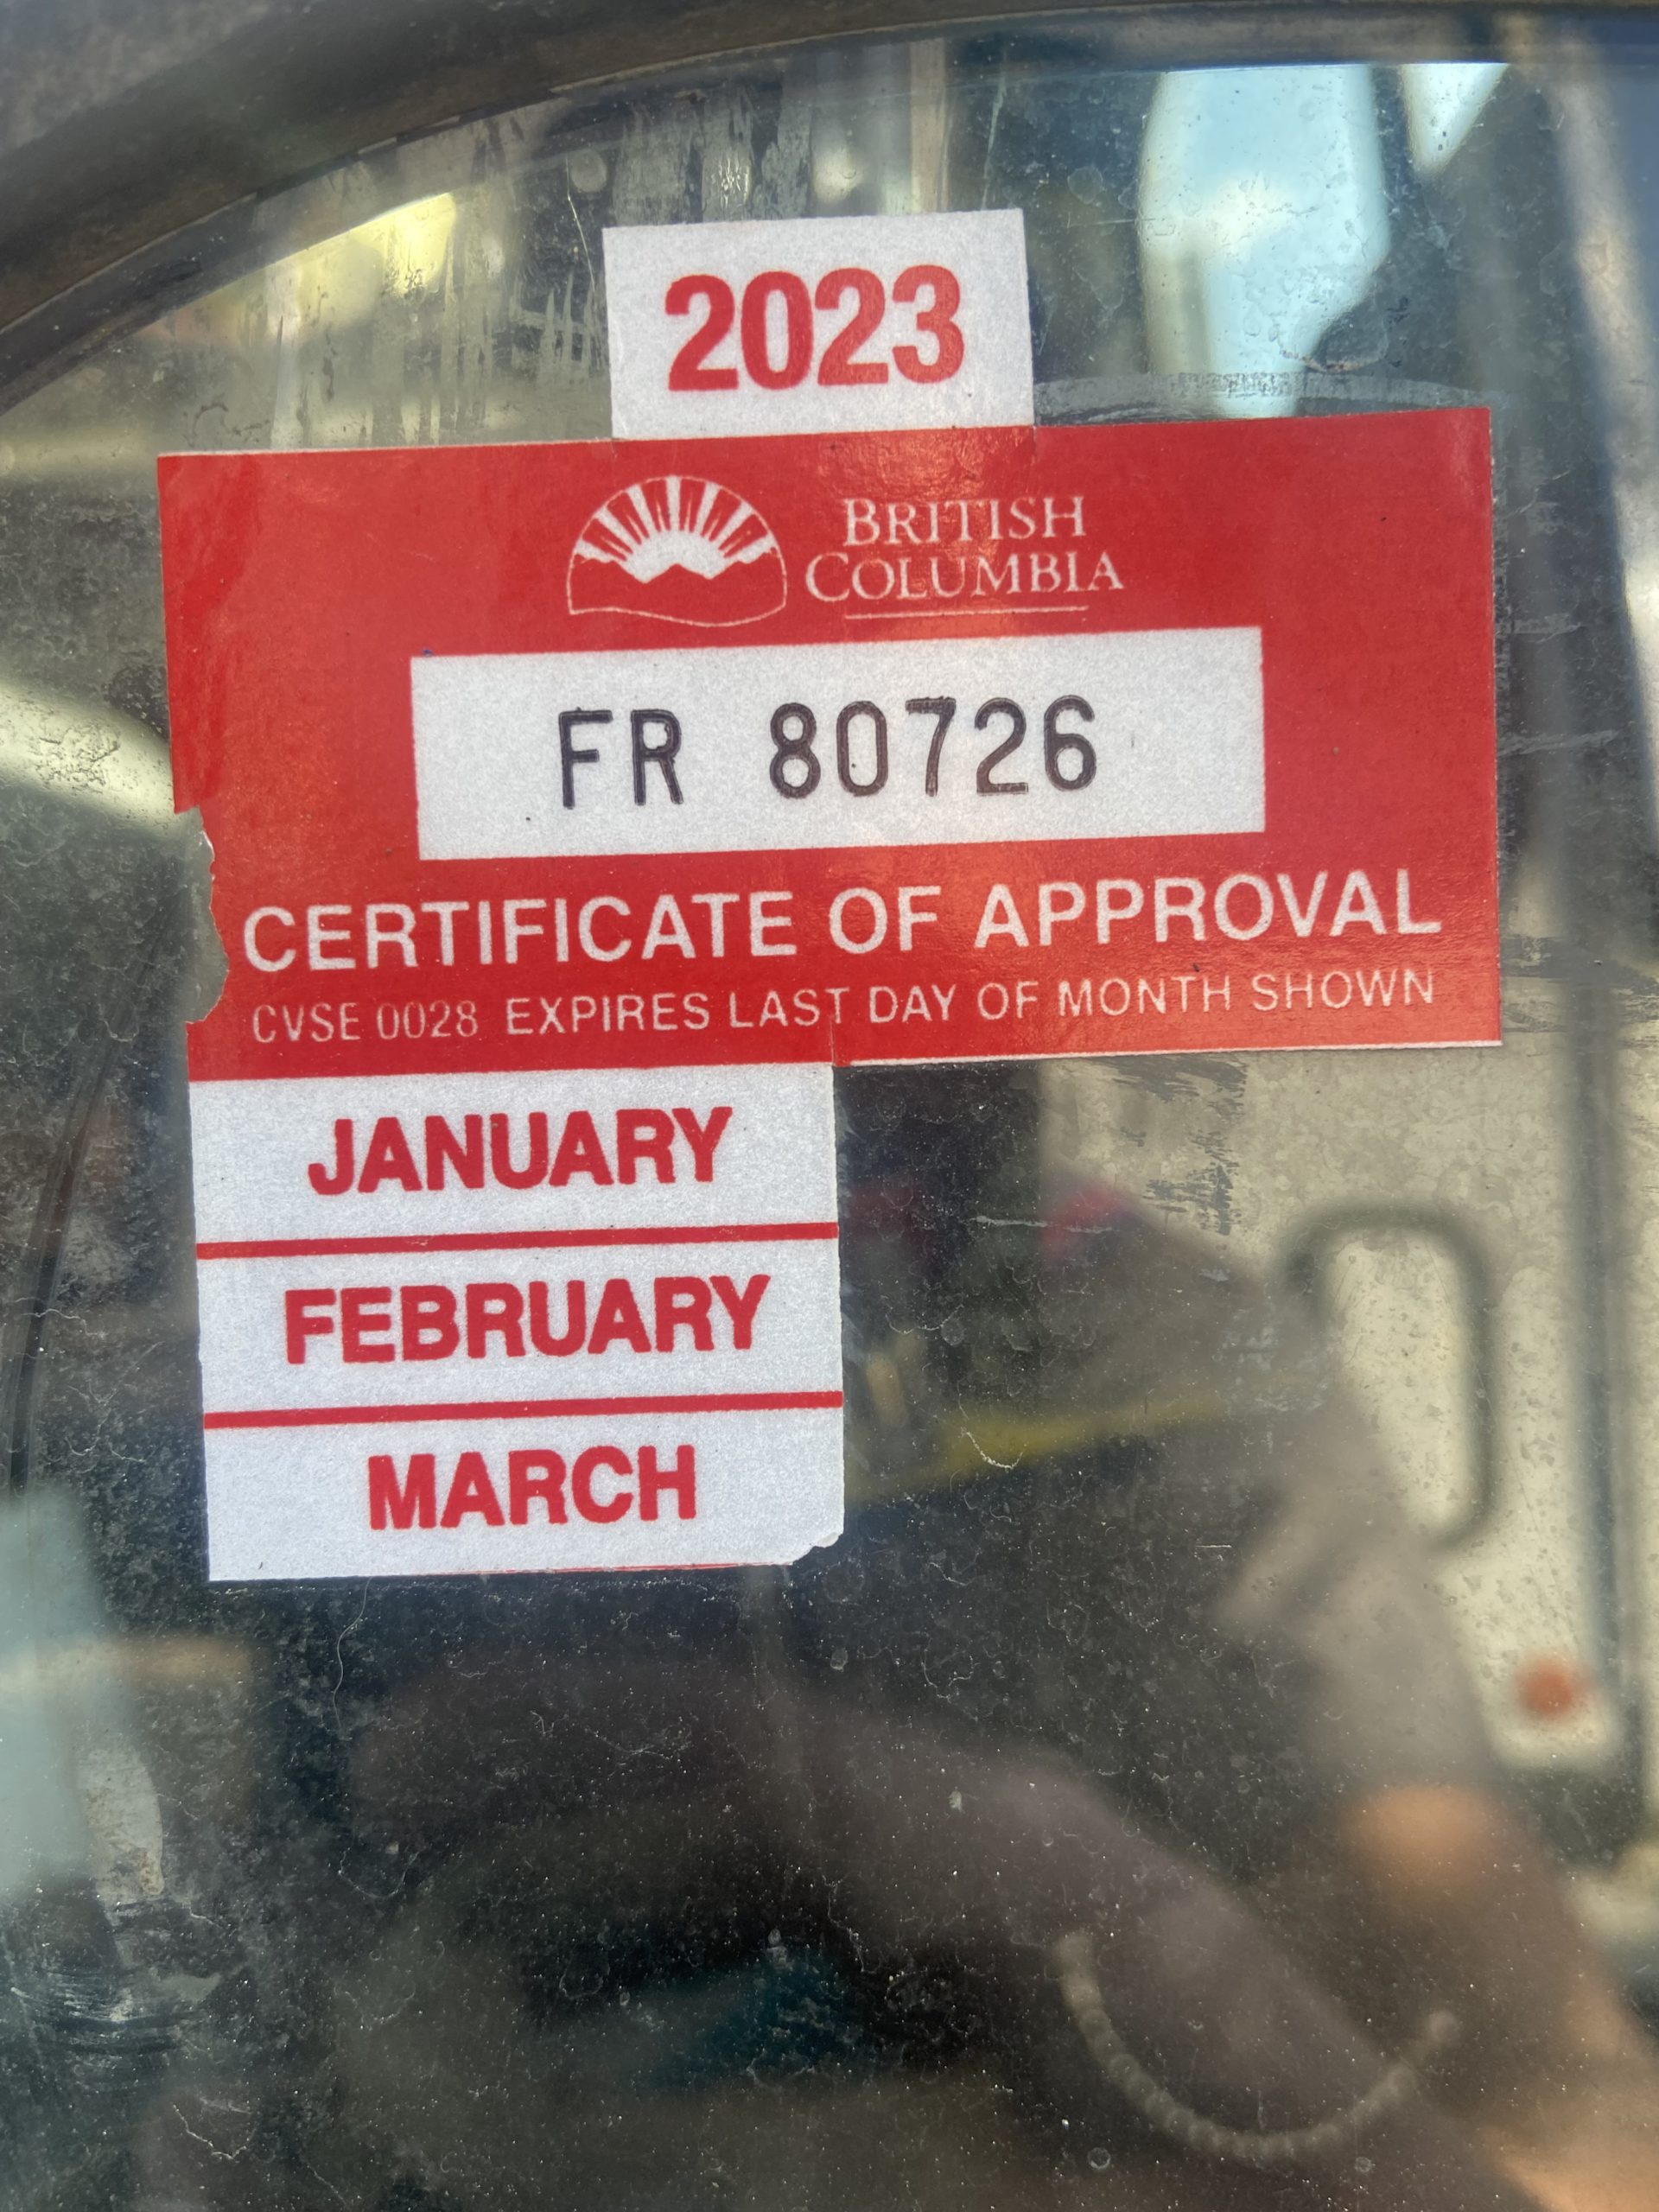 2023
BRITISH
COLUMBIA
FR 80726
CERTIFICATE OF APPROVAL
CVSE 0028 EXPIRES LAST DAY OF MONTH SHOWN
JANUARY
FEBRUARY
MARCH